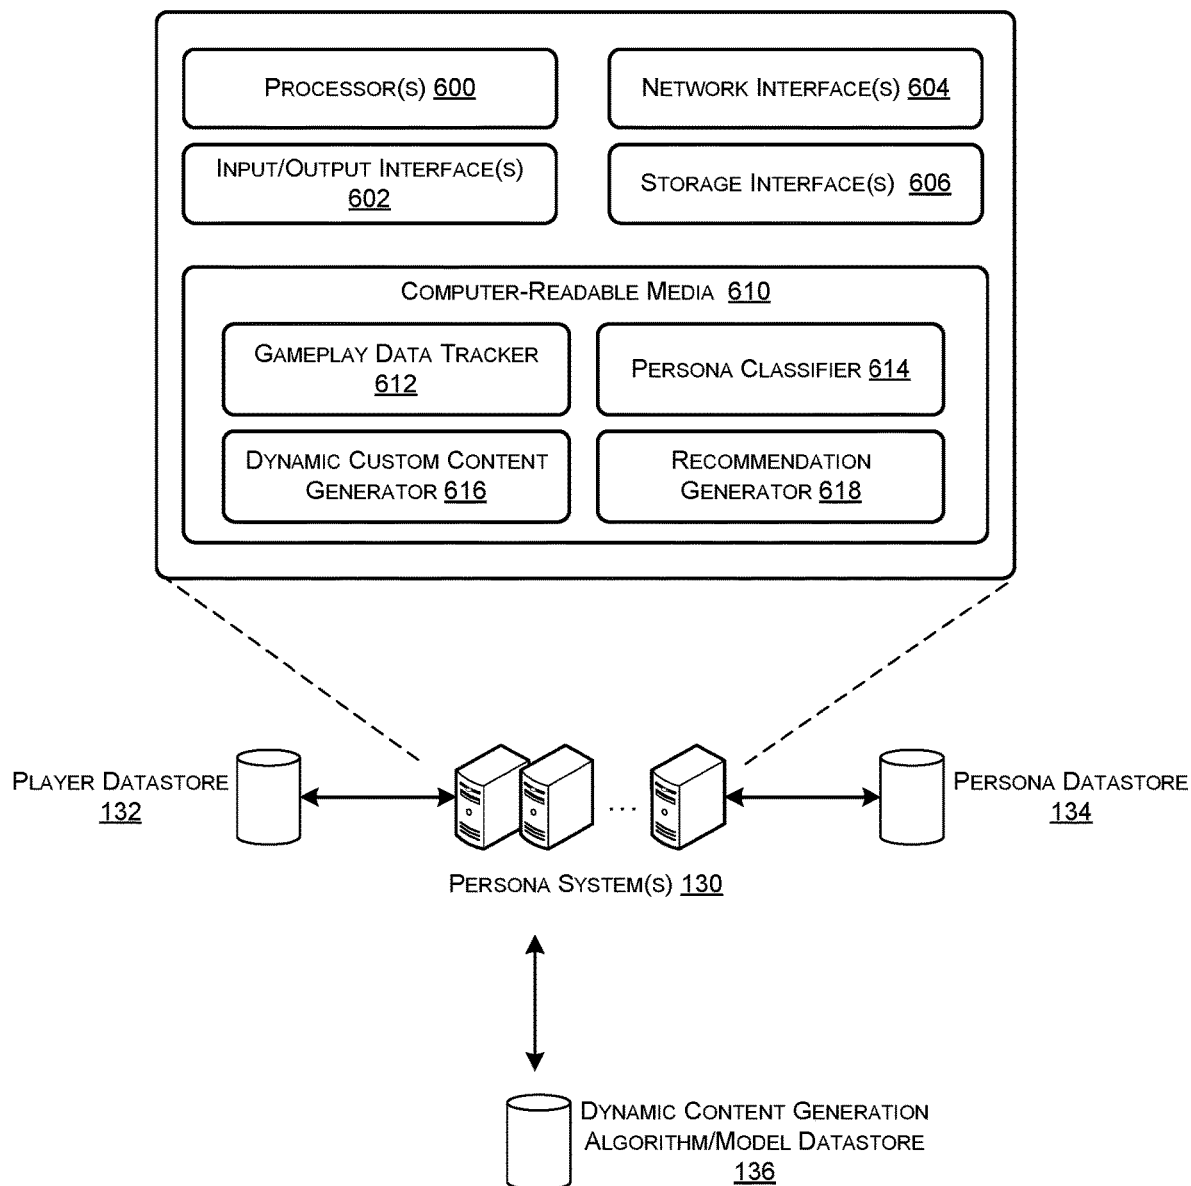 PROCESSOR(S) 600
NETWORK INTERFACE(S) 604
INPUT/OUTPUT INTERFACE(S)
602
STORAGE INTERFACE(S) 606
COMPUTER-READABLE MEDIA 610
GAMEPLAY DATA TRACKER
612
PERSONA CLASSIFIER 614
DYNAMIC CUSTOM CONTENT
GENERATOR 616
RECOMMENDATION
GENERATOR 618
PLAYER DATASTORE
132
...
PERSONA DATASTORE
134
PERSONA SYSTEM(S) 130
DYNAMIC CONTENT GENERATION
ALGORITHM/MODEL DATASTORE
136